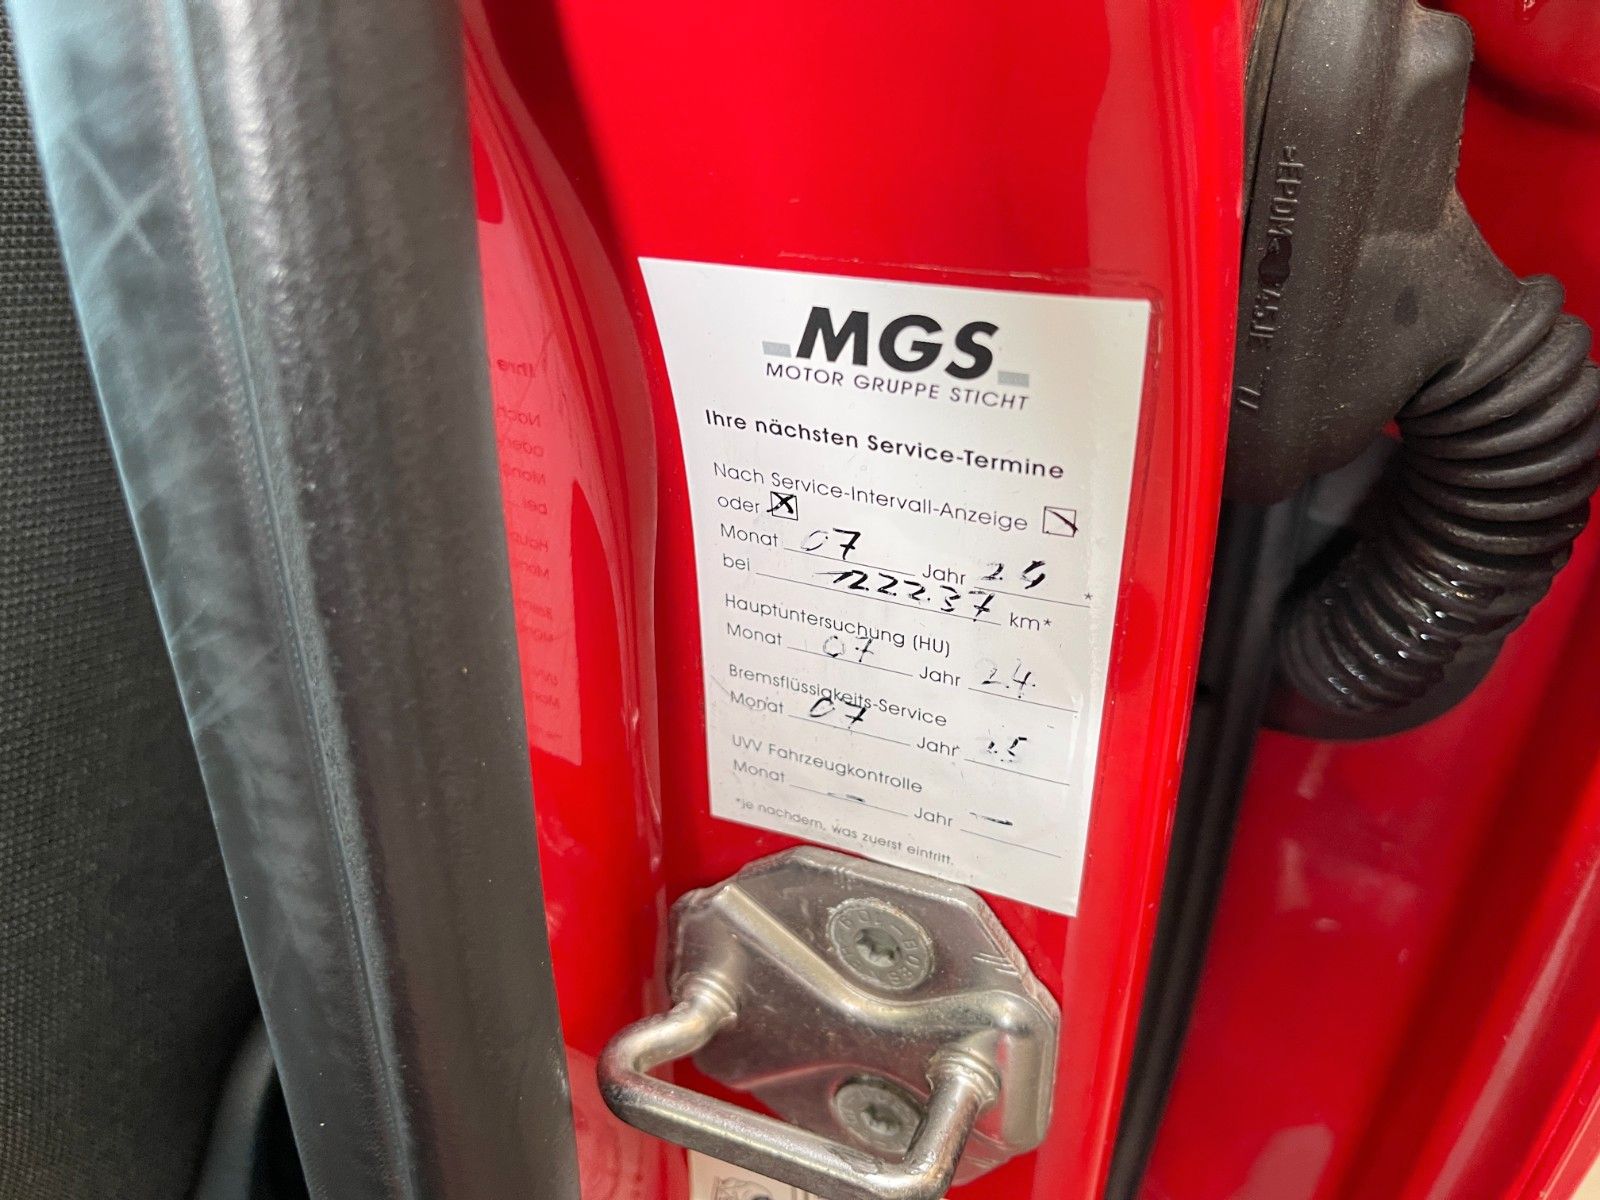 MGS
MOTOR GRUPPE STICHT
Ihre nächsten Service-Termine
Nach Service-Intervall-Anzeige
oder
Monat 07 Jahr
bei 122237 km*
Hauptuntersuchung (HU)
Monat 07 Jahr 24
Bremsflüssigkeits-Service
Monat 07 Jahr
UVV Fahrzeugkontrolle
Monat — Jahr —
*je nachdem, was zuerst eintritt.
>EPDM<